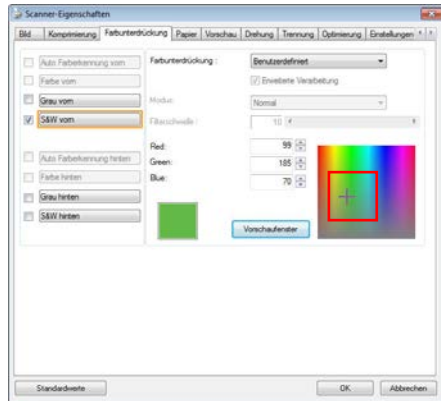 Scanner-Eigenschaften
Bild Komprimierung Farbunterdrückung Papier Vorschau Drehung Trennung Optimierung Einstellungen
Auto Farberkennung vorn
Farbe vorn
Grau vorn
S&W vorn
Auto Farberkennung hinten
Farbe hinten
Grau hinten
S&W hinten
Farbunterdrückung :
Benutzerdefiniert
Erweiterte Verarbeitung
Modus:
Normal
Filterschwelle :
10
Red:
99
Green:
185
Blue:
70
Vorschaufenster
Standardwerte
OK
Abbrechen